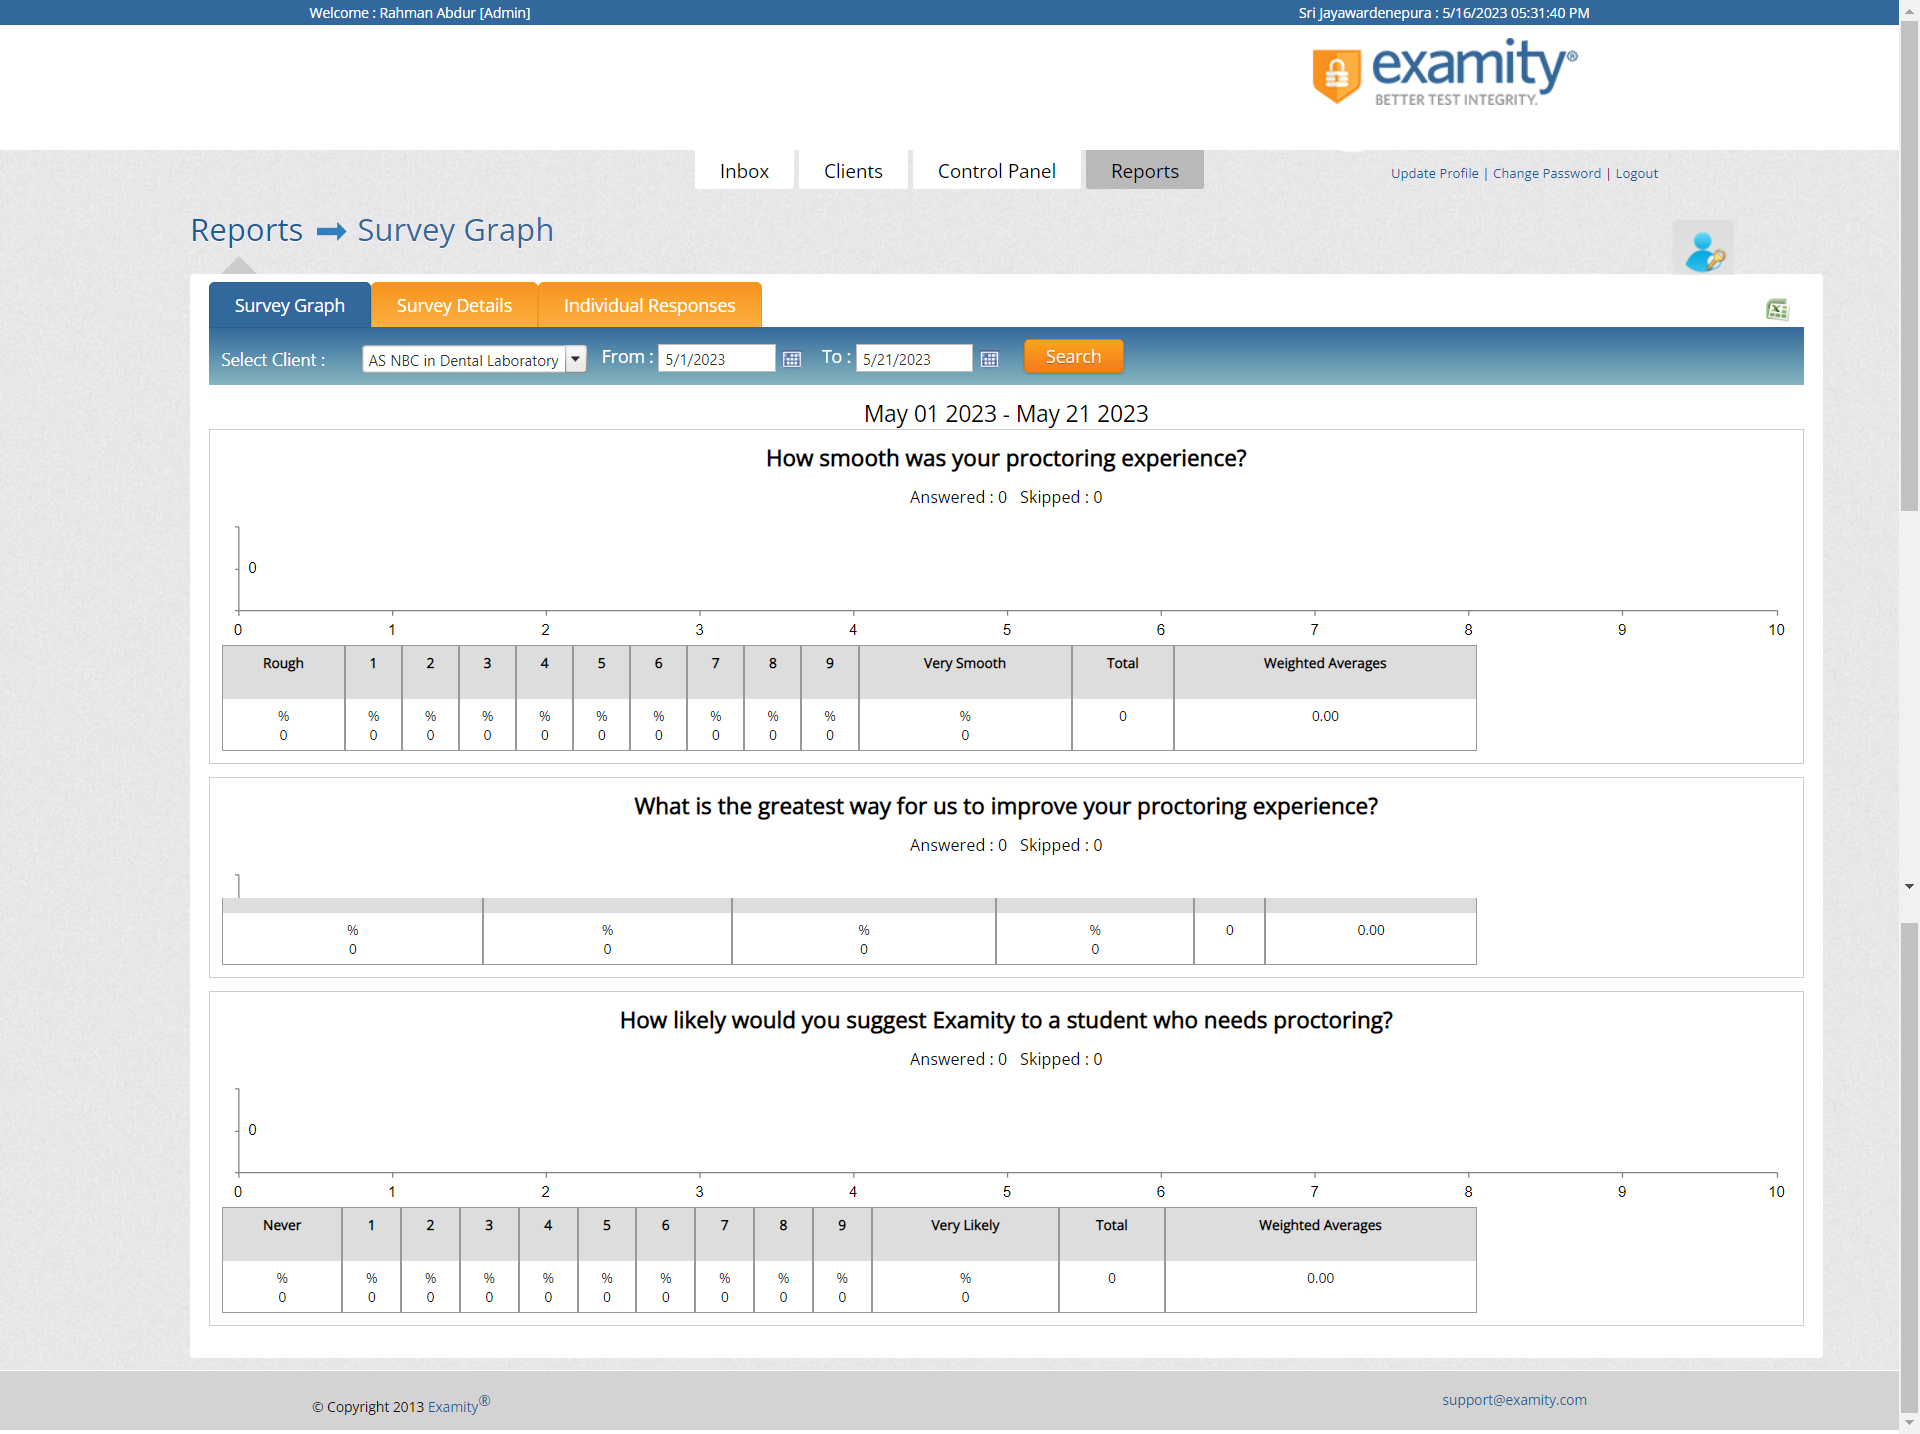 Welcome : Rahman Abdur [Admin]
Sri Jayawardenepura : 5/16/2023 05:31:40 PM
examity®
BETTER TEST INTEGRITY.
Inbox
Clients
Control Panel
Reports
Update Profile | Change Password | Logout
Reports Survey Graph
Survey Graph
Survey Details
Individual Responses
Select Client : AS NBC in Dental Laboratory From : 5/1/2023 To : 5/21/2023 Search
May 01 2023 - May 21 2023
How smooth was your proctoring experience?
Answered : 0 Skipped : 0
0
0 1 2 3 4 5 6 7 8 9 10
Rough 1 2 3 4 5 6 7 8 9 Very Smooth Total Weighted Averages
% % % % % % % % % % % 0 0.00
0 0 0 0 0 0 0 0 0 0 0
What is the greatest way for us to improve your proctoring experience?
Answered : 0 Skipped : 0
% % % % 0 0.00
0 0 0 0
How likely would you suggest Examity to a student who needs proctoring?
Answered : 0 Skipped : 0
0
0 1 2 3 4 5 6 7 8 9 10
Never 1 2 3 4 5 6 7 8 9 Very Likely Total Weighted Averages
% % % % % % % % % % % 0 0.00
0 0 0 0 0 0 0 0 0 0 0
© Copyright 2013 Examity®
support@examity.com